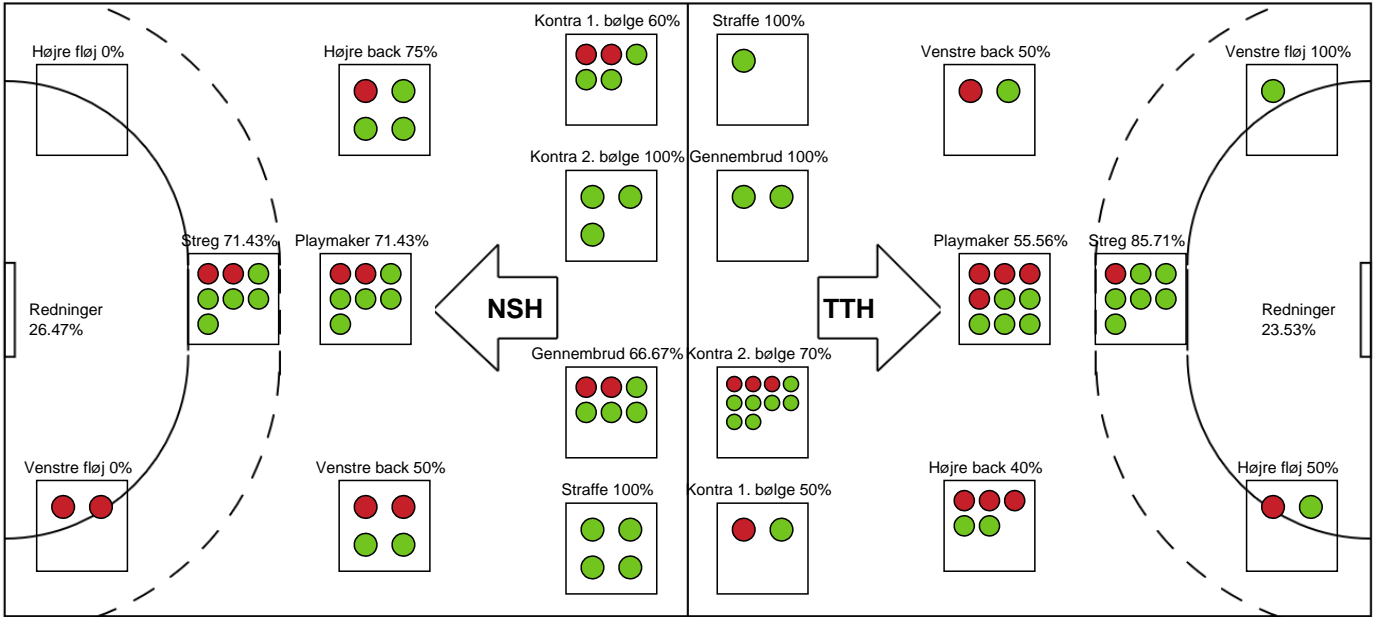 Kontra 1. bølge 60%
Straffe 100%
Højre fløj 0%
Højre back 75%
Venstre back 50%
Venstre fløj 100%
Kontra 2. bølge 100%
Gennembrud 100%
Streg 71.43%
Playmaker 71.43%
Playmaker 55.56%
Streg 85.71%
Redninger
26.47%
NSH
TTH
Redninger
23.53%
Gennembrud 66.67%
Kontra 2. bølge 70%
Venstre fløj 0%
Venstre back 50%
Straffe 100%
Kontra 1. bølge 50%
Højre back 40%
Højre fløj 50%